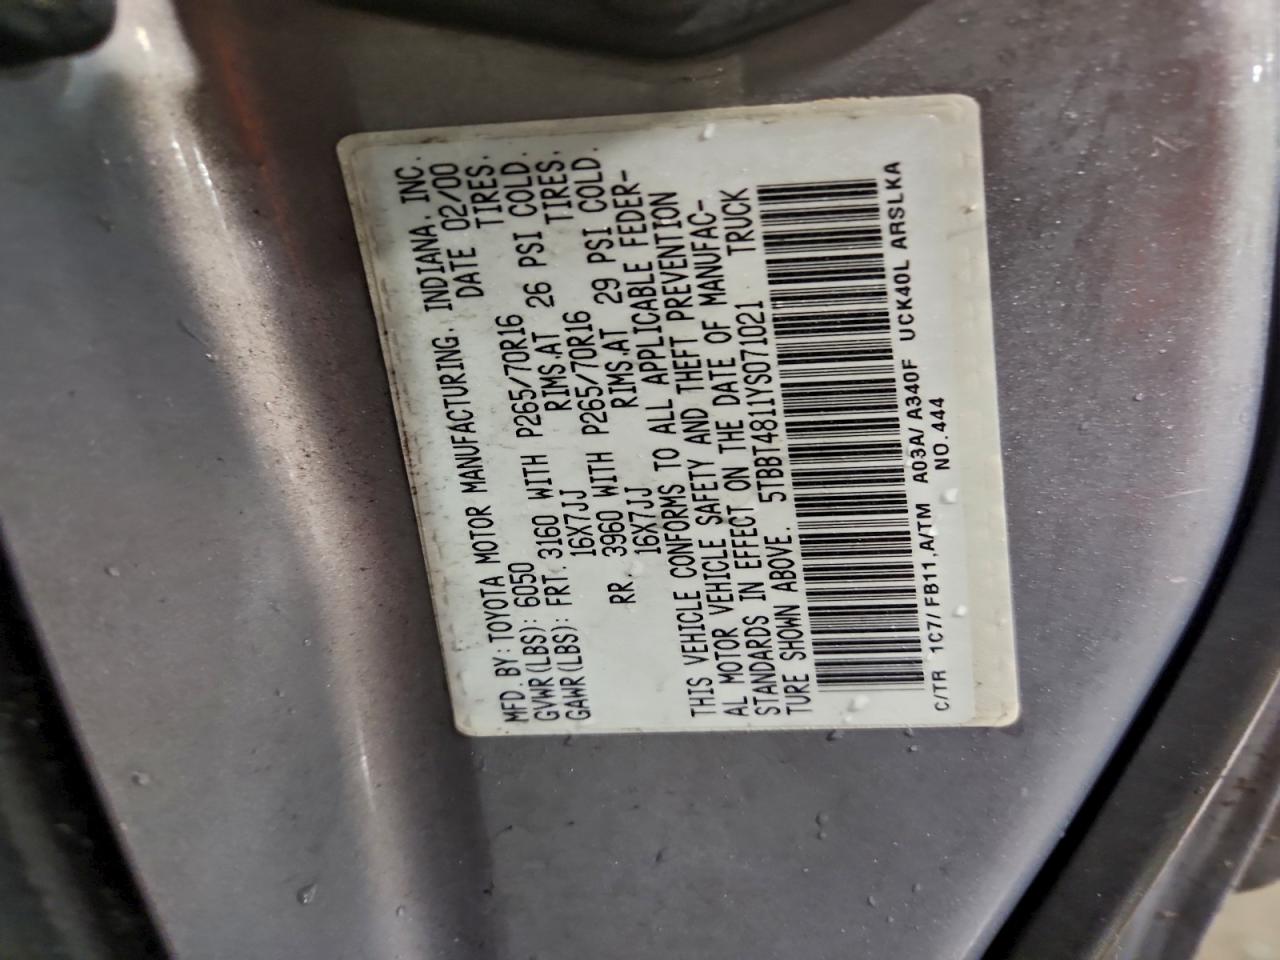 MFD. BY: TOYOTA MOTOR MANUFACTURING, INDIANA, INC.
DATE 02/00
GVWR(LBS): 6050
GAWR(LBS): FRT. 3160 WITH P265/70R16 TIRES.
16X7JJ RIMS.AT 26 PSI COLD.
RR. 3960 WITH P265/70R16 TIRES.
16X7JJ RIMS.AT 29 PSI COLD.
THIS VEHICLE CONFORMS TO ALL APPLICABLE FEDER-
AL MOTOR VEHICLE SAFETY AND THEFT PREVENTION
STANDARDS IN EFFECT ON THE DATE OF MANUFAC-
TURE SHOWN ABOVE. 5TBBT4811YS071021 TRUCK
C/TR 1C7/ FB11,A/TM A03A/ A340F UCK40L ARSLKA
NO.444